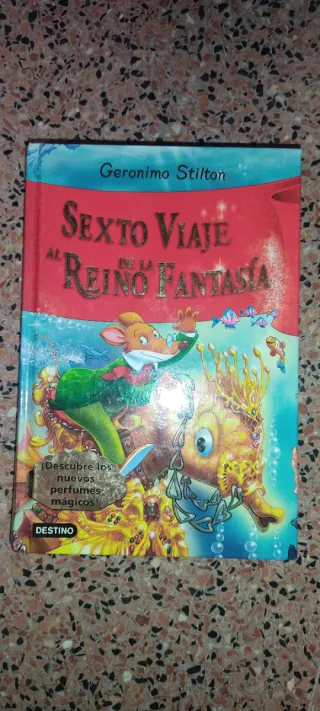 Geronimo Stilton
SEXTO VIAJE
AL REINO DE LA FANTASÍA
¡Descubre los
nuevos
perfumes
mágicos!
DESTINO